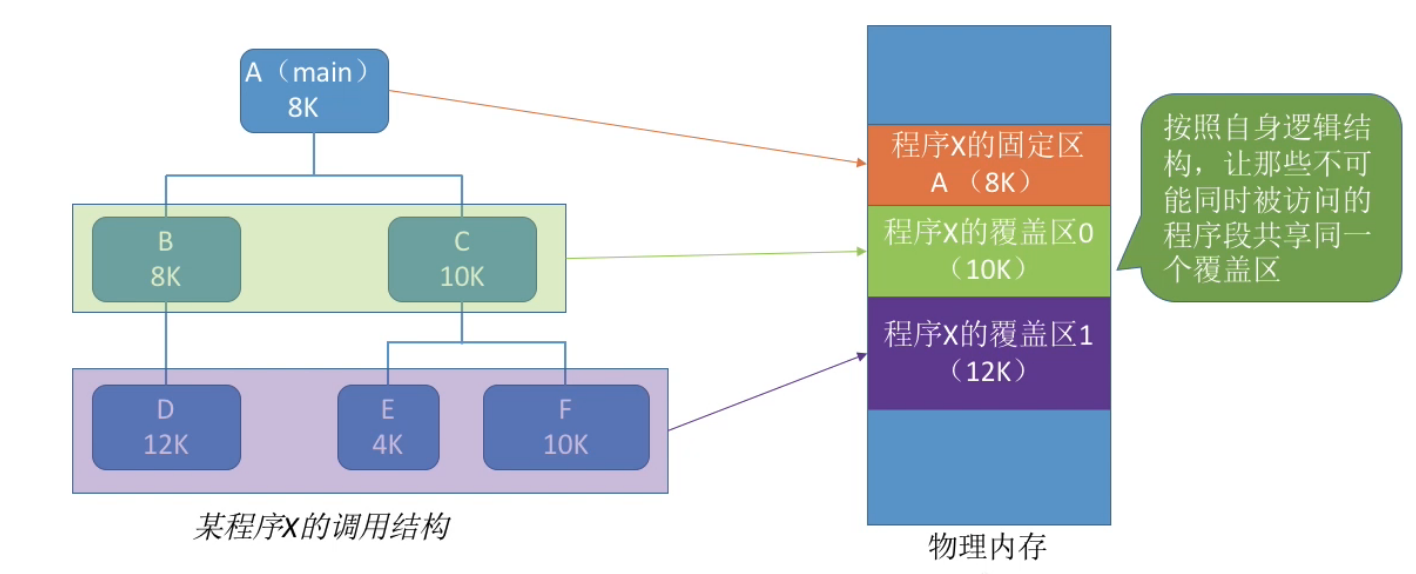 A（main）
8K
B
8K
C
10K
D
12K
E
4K
F
10K
某程序X的调用结构
程序X的固定区
A （8K）
程序X的覆盖区0
（10K）
程序X的覆盖区1
（12K）
物理内存
按照自身逻辑结
构，让那些不可
能同时被访问的
程序段共享同一
个覆盖区